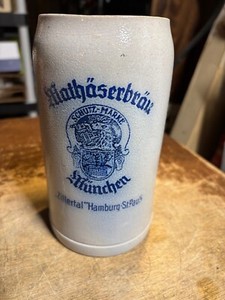 Mathäserbräu
SCHUTZ-MARKE
München
"Zillertal" Hamburg-St. Pauli